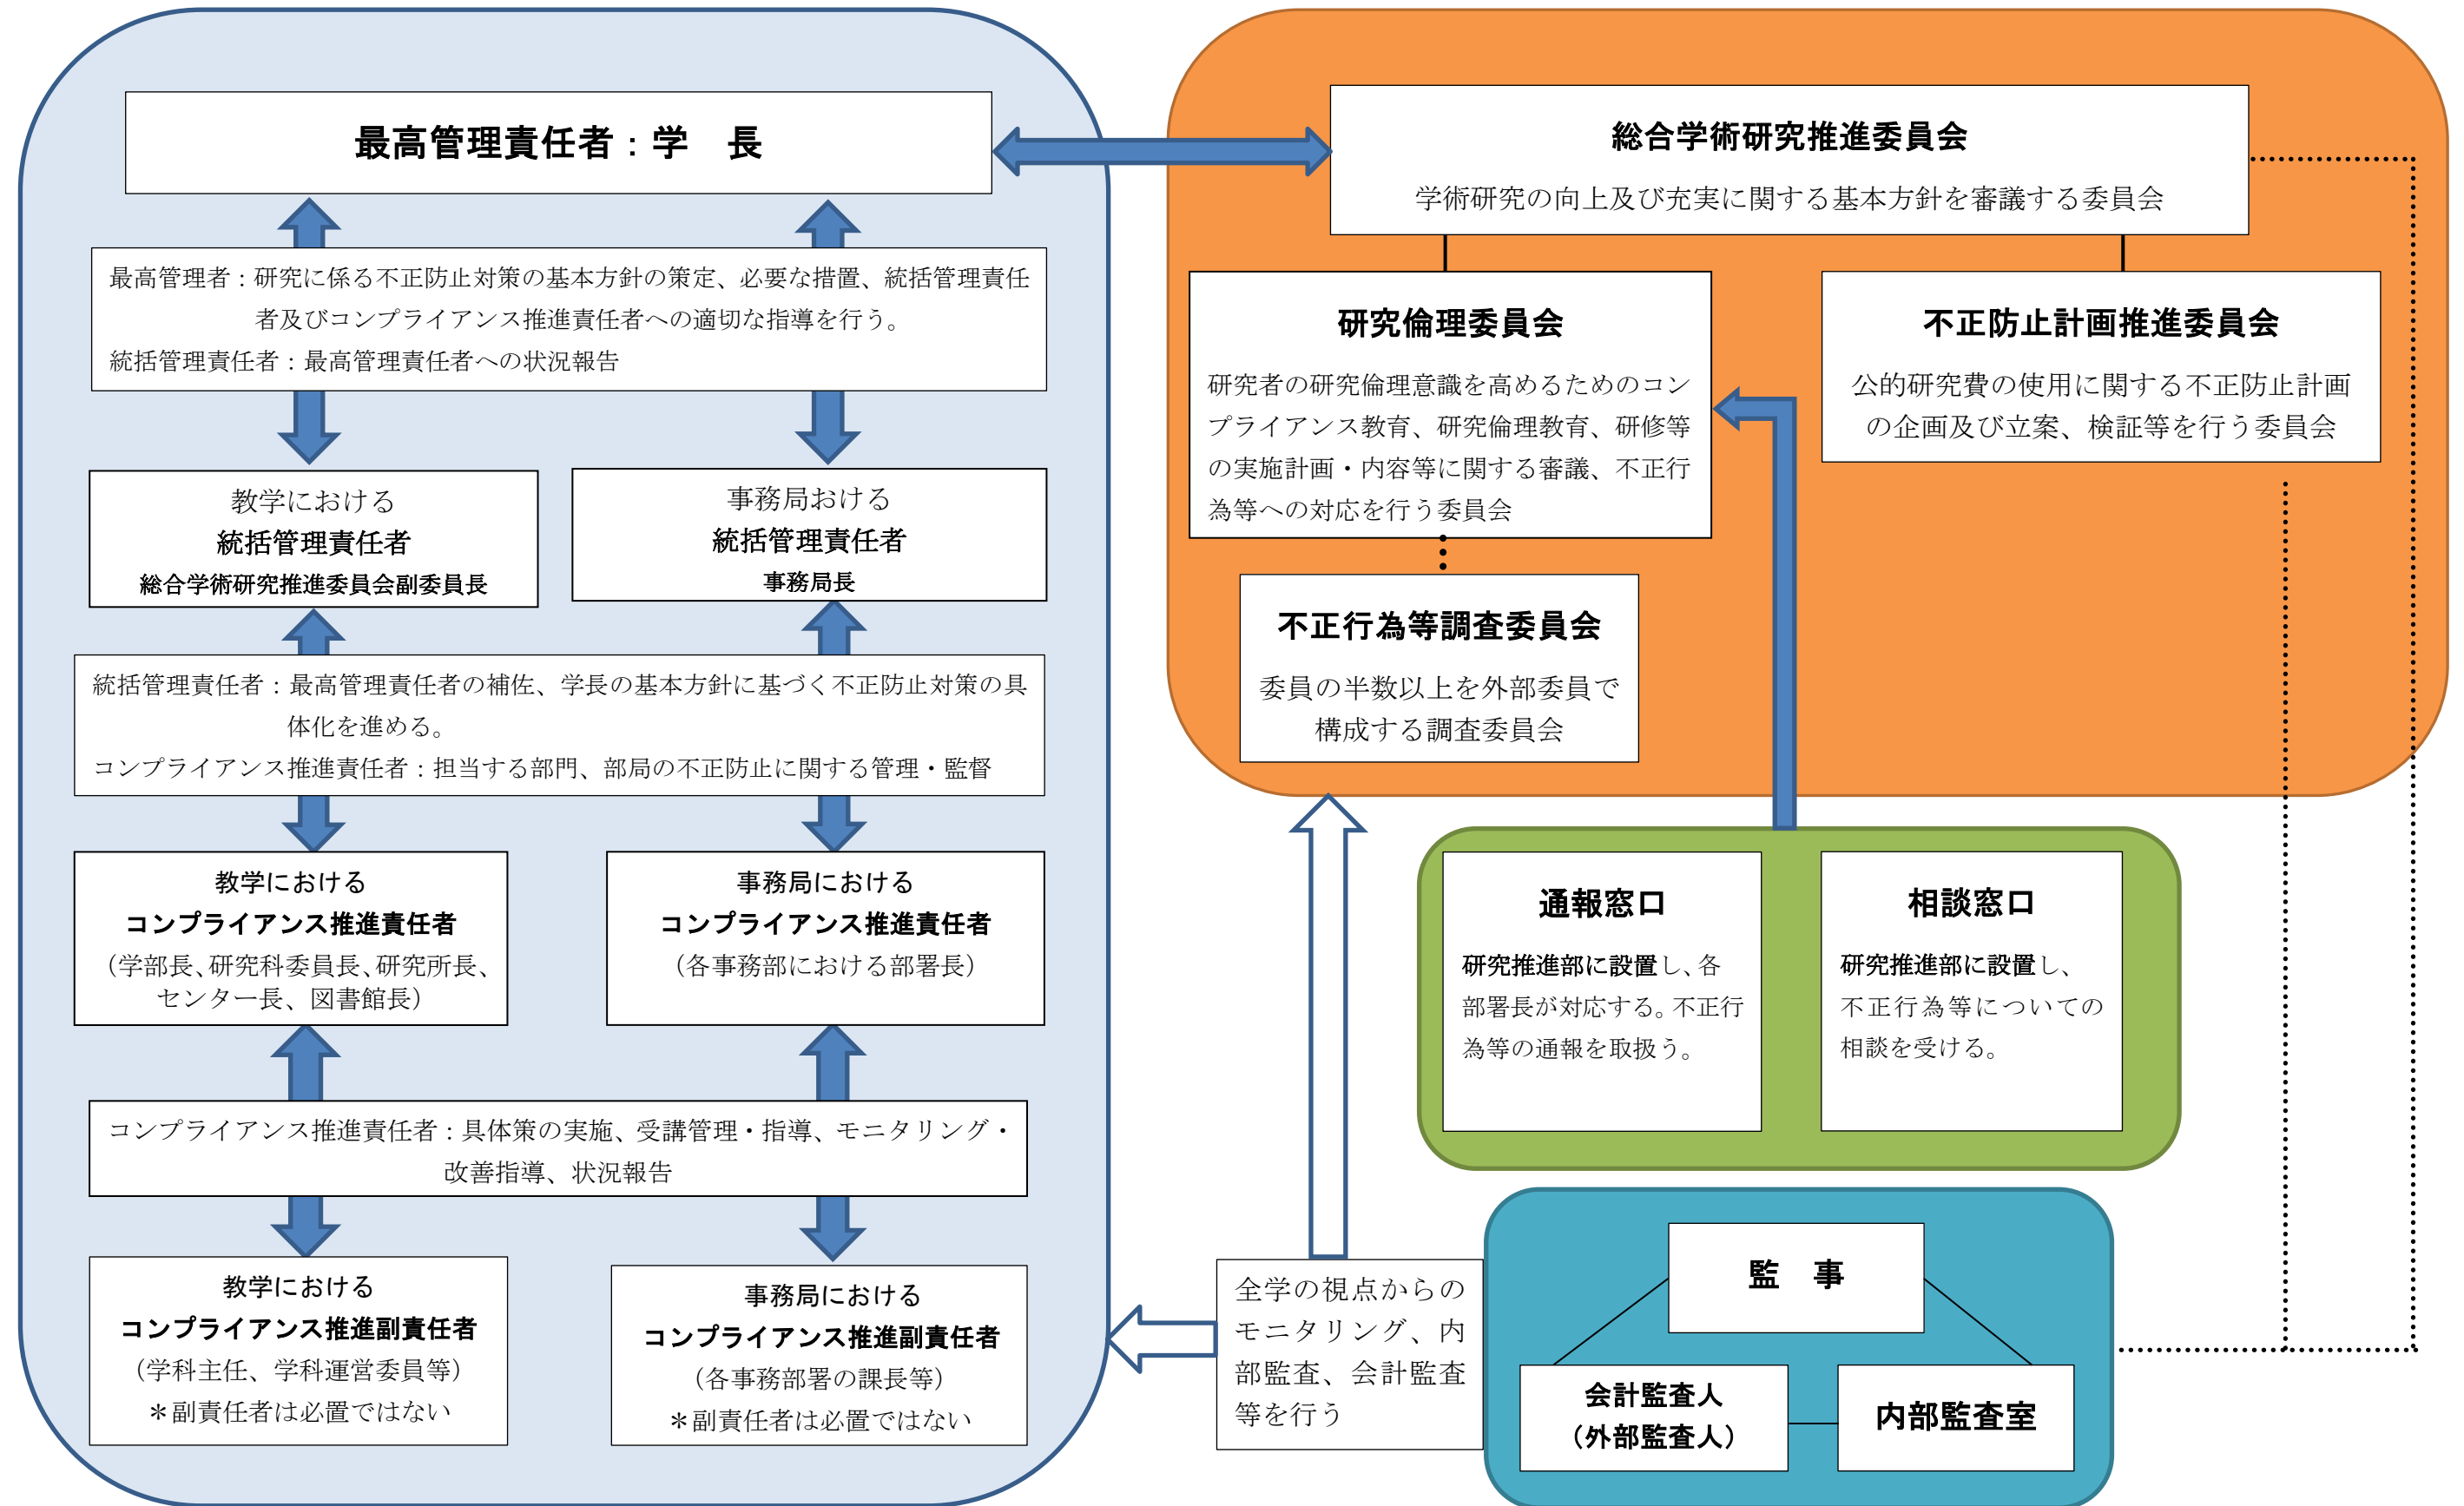 最高管理責任者：学　長
最高管理者：研究に係る不正防止対策の基本方針の策定、必要な措置、統括管理責任
者及びコンプライアンス推進責任者への適切な指導を行う。
統括管理責任者：最高管理責任者への状況報告
教学における
統括管理責任者
総合学術研究推進委員会副委員長
事務局おける
統括管理責任者
事務局長
統括管理責任者：最高管理責任者の補佐、学長の基本方針に基づく不正防止対策の具
体化を進める。
コンプライアンス推進責任者：担当する部門、部局の不正防止に関する管理・監督
教学における
コンプライアンス推進責任者
（学部長、研究科委員長、研究所長、
センター長、図書館長）
事務局における
コンプライアンス推進責任者
（各事務部における部署長）
コンプライアンス推進責任者：具体策の実施、受講管理・指導、モニタリング・
改善指導、状況報告
教学における
コンプライアンス推進副責任者
（学科主任、学科運営委員等）
＊副責任者は必置ではない
事務局における
コンプライアンス推進副責任者
（各事務部署の課長等）
＊副責任者は必置ではない
総合学術研究推進委員会
学術研究の向上及び充実に関する基本方針を審議する委員会
研究倫理委員会
研究者の研究倫理意識を高めるためのコン
プライアンス教育、研究倫理教育、研修等
の実施計画・内容等に関する審議、不正行
為等への対応を行う委員会
不正防止計画推進委員会
公的研究費の使用に関する不正防止計画
の企画及び立案、検証等を行う委員会
不正行為等調査委員会
委員の半数以上を外部委員で
構成する調査委員会
通報窓口
研究推進部に設置し、各
部署長が対応する。不正行
為等の通報を取扱う。
相談窓口
研究推進部に設置し、
不正行為等についての
相談を受ける。
全学の視点からの
モニタリング、内
部監査、会計監査
等を行う
監　事
会計監査人
（外部監査人）
内部監査室